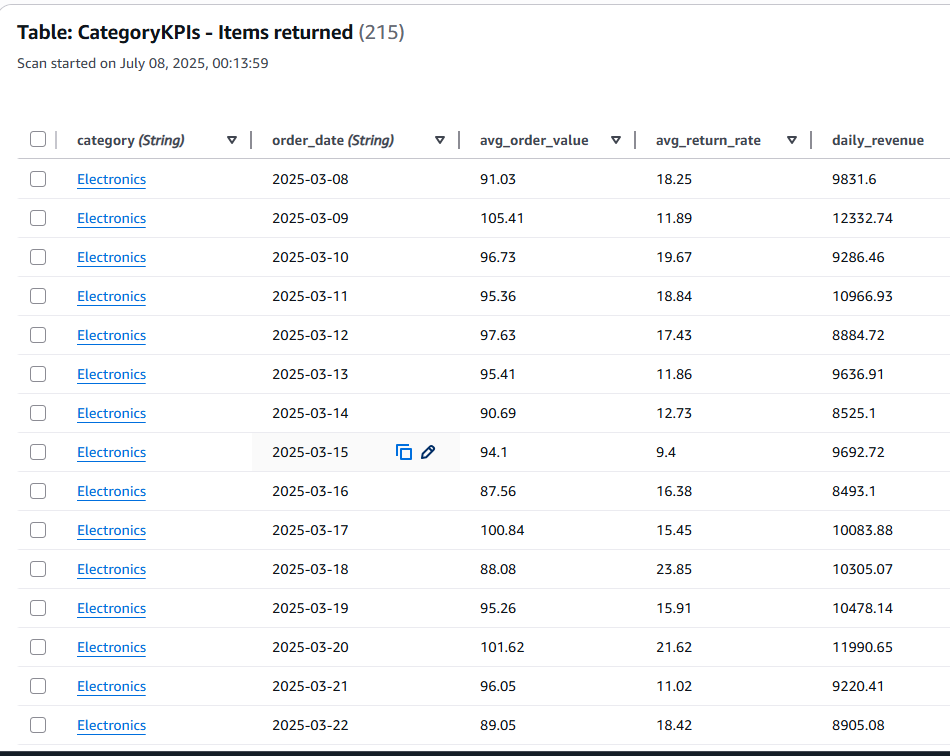 Table: CategoryKPIs - Items returned (215)
Scan started on July 08, 2025, 00:13:59
category (String) order_date (String) avg_order_value avg_return_rate daily_revenue
Electronics 2025-03-08 91.03 18.25 9831.6
Electronics 2025-03-09 105.41 11.89 12332.74
Electronics 2025-03-10 96.73 19.67 9286.46
Electronics 2025-03-11 95.36 18.84 10966.93
Electronics 2025-03-12 97.63 17.43 8884.72
Electronics 2025-03-13 95.41 11.86 9636.91
Electronics 2025-03-14 90.69 12.73 8525.1
Electronics 2025-03-15 94.1 9.4 9692.72
Electronics 2025-03-16 87.56 16.38 8493.1
Electronics 2025-03-17 100.84 15.45 10083.88
Electronics 2025-03-18 88.08 23.85 10305.07
Electronics 2025-03-19 95.26 15.91 10478.14
Electronics 2025-03-20 101.62 21.62 11990.65
Electronics 2025-03-21 96.05 11.02 9220.41
Electronics 2025-03-22 89.05 18.42 8905.08